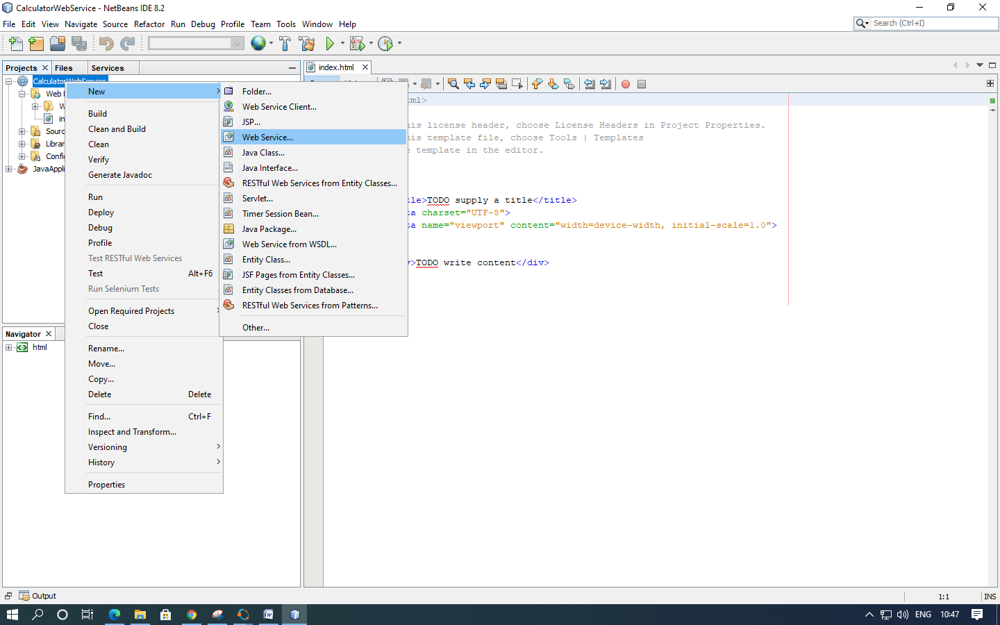 CalculatorWebService - NetBeans IDE 8.2
File Edit View Navigate Source Refactor Run Debug Profile Team Tools Window Help
Search (Ctrl+I)
Projects Files Services
index.html
CalculatorWebService
Web
JavaAppli
Navigator
html
New
Build
Clean and Build
Clean
Verify
Generate Javadoc
Run
Deploy
Debug
Profile
Test RESTful Web Services
Test Alt+F6
Run Selenium Tests
Open Required Projects
Close
Rename...
Move...
Copy...
Delete Delete
Find... Ctrl+F
Inspect and Transform...
Versioning
History
Properties
Folder...
Web Service Client...
JSP...
Web Service...
Java Class...
Java Interface...
RESTful Web Services from Entity Classes...
Servlet...
Timer Session Bean...
Java Package...
Web Service from WSDL...
Entity Class...
JSF Pages from Entity Classes...
Entity Classes from Database...
RESTful Web Services from Patterns...
Other...
tml>
his license header, choose License Headers in Project Properties.
his template file, choose Tools | Templates
e template in the editor.
tle>TODO supply a title</title>
ta charset="UTF-8">
ta name="viewport" content="width=device-width, initial-scale=1.0">
v>TODO write content</div>
Output
1:1 INS
ENG 10:47